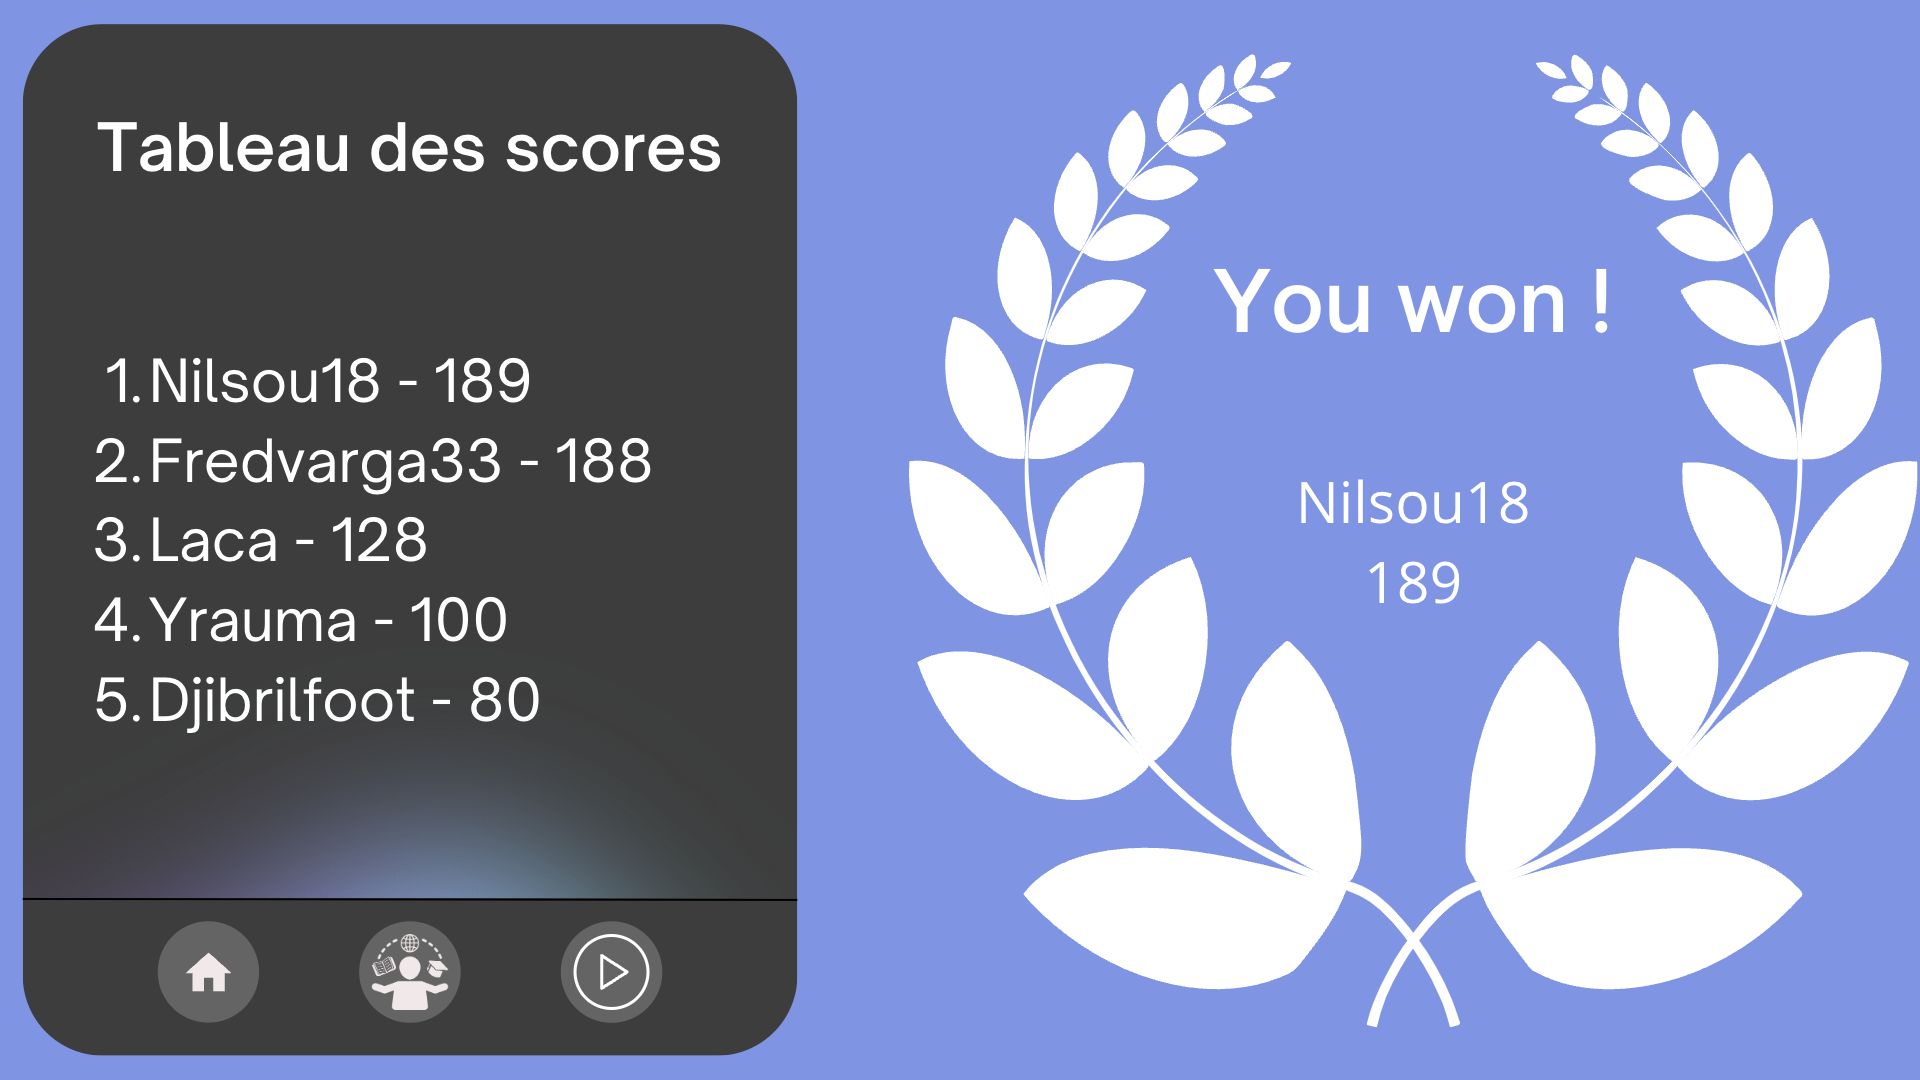 Tableau des scores
1. Nilsou18 - 189
2. Fredvarga33 - 188
3. Laca - 128
4. Yrauma - 100
5. Djibrilfoot - 80
You won !
Nilsou18
189